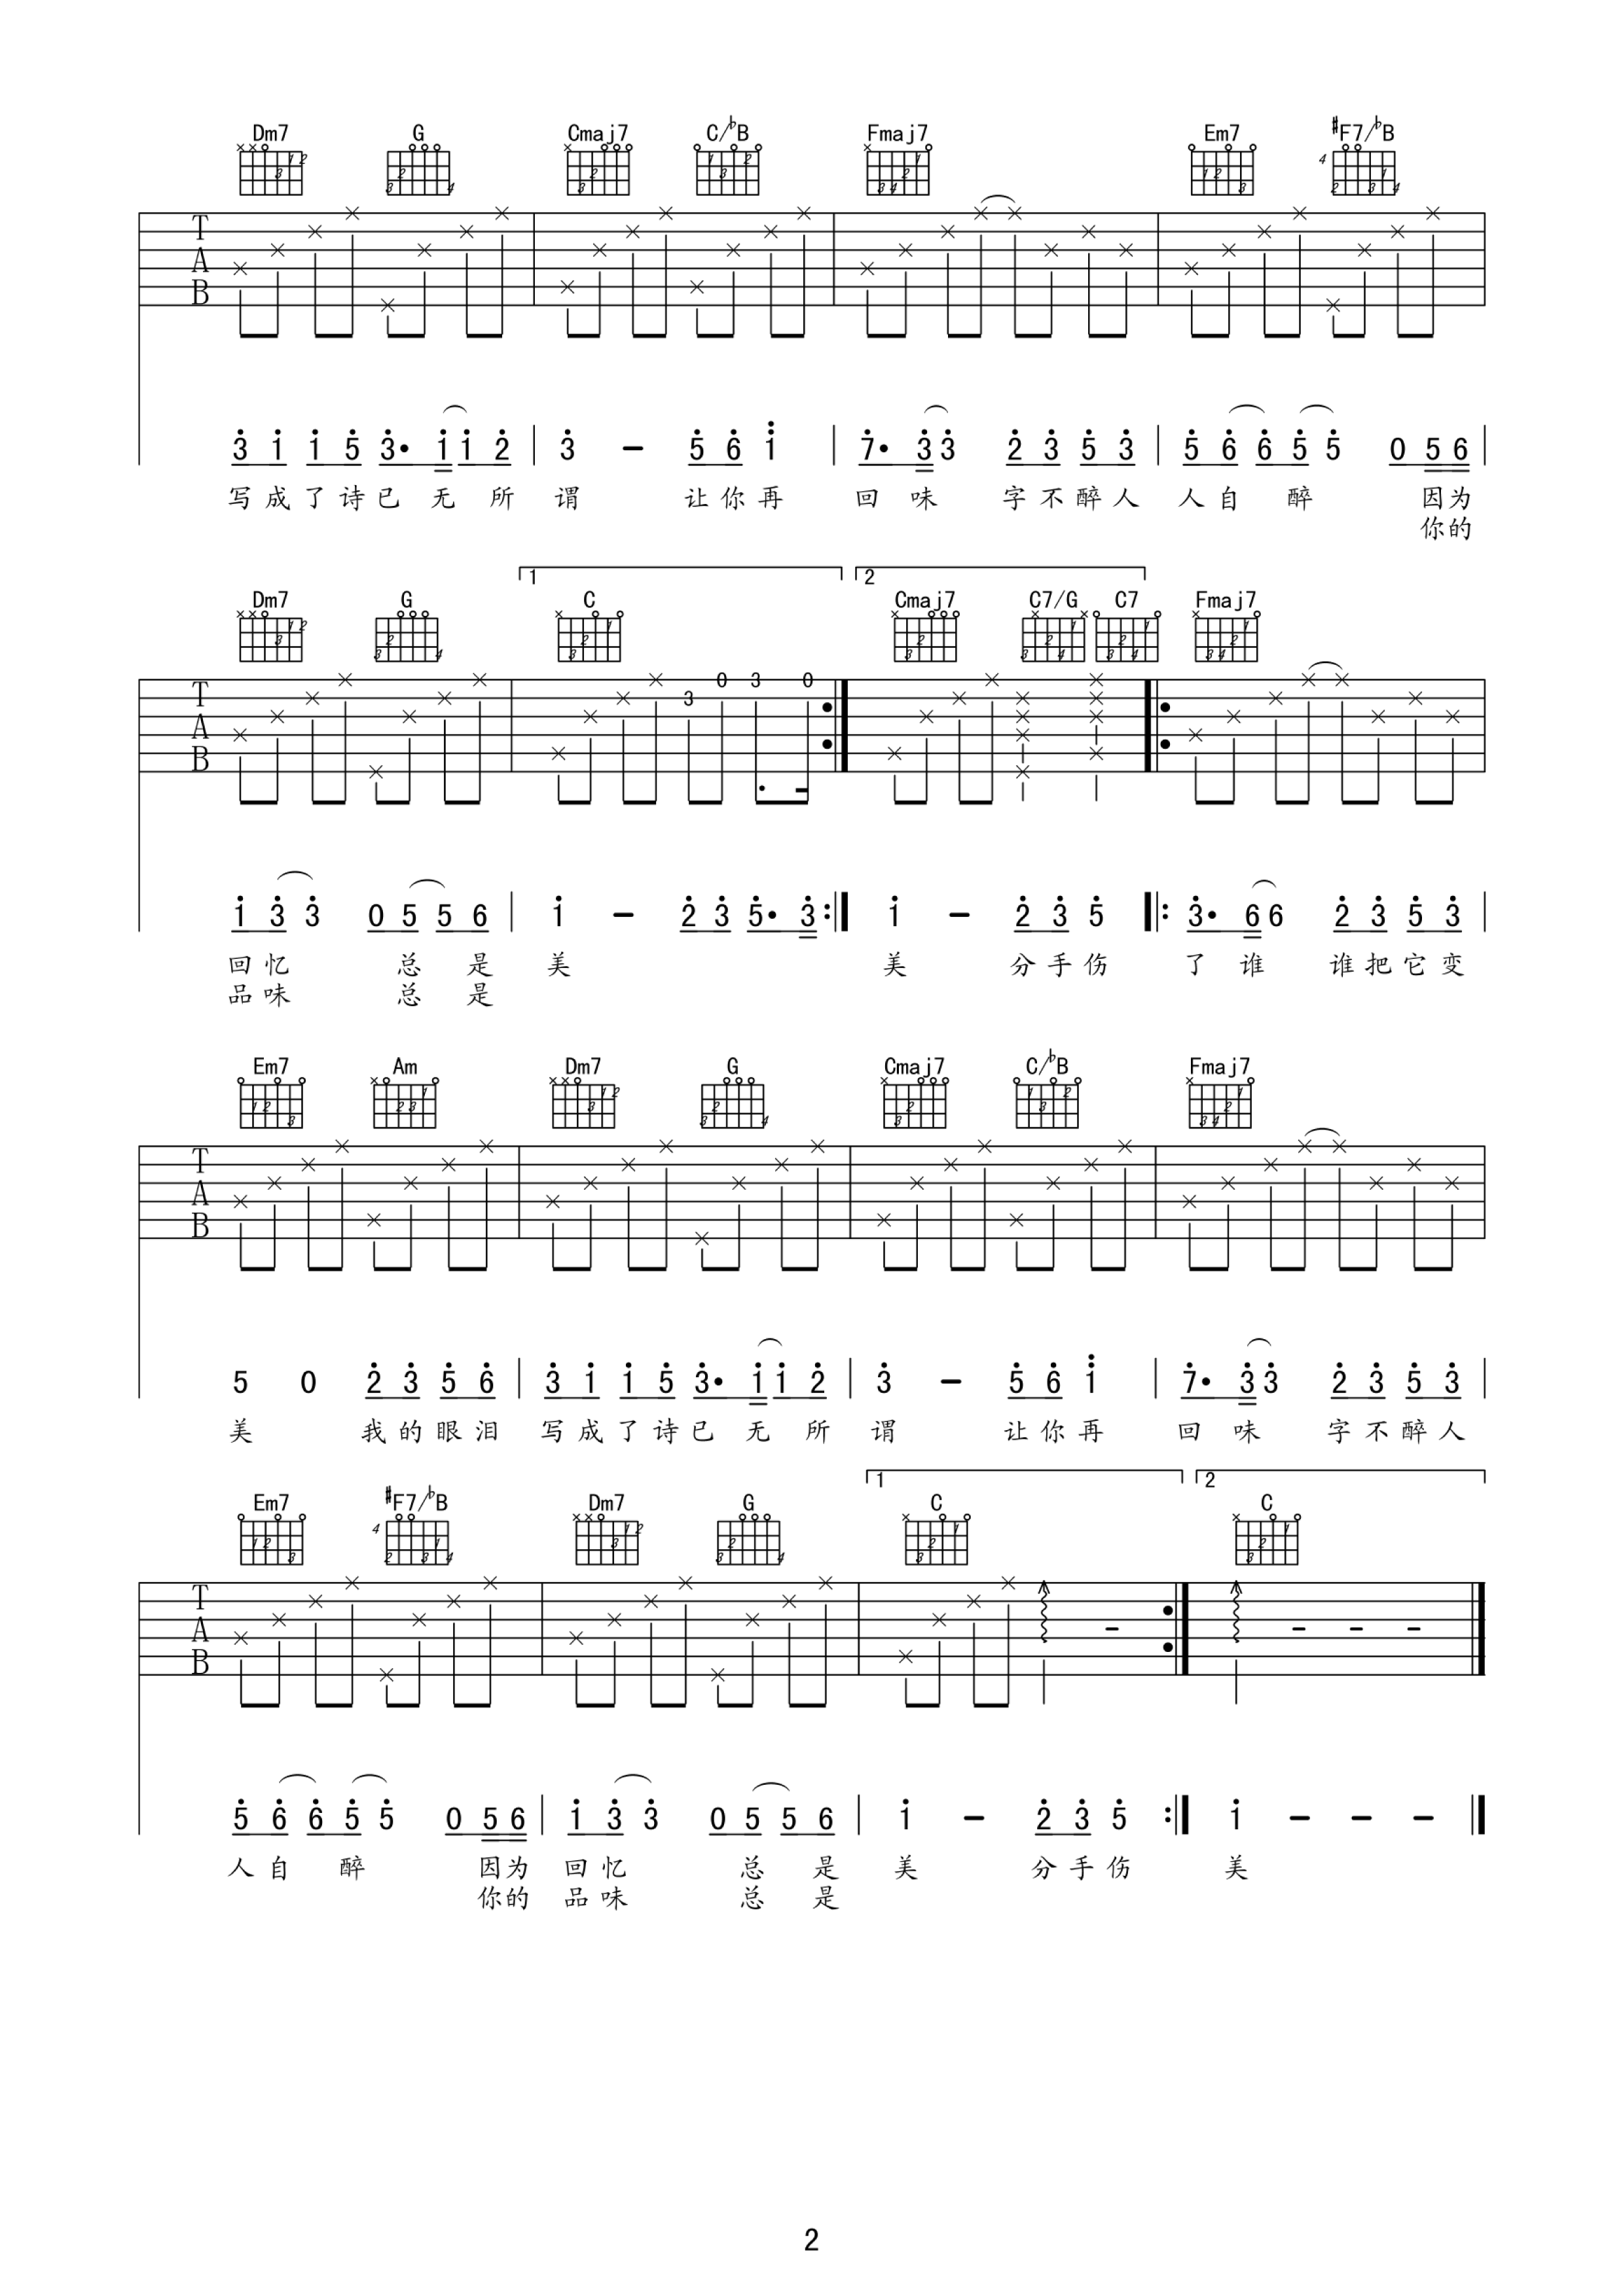 Dm7 G Cmaj7 C/♭B Fmaj7 Em7 ♯F7/♭B
4
T
A
B
3 1 1 5 3· 1 1 2 | 3 - 5 6 1 | 7· 3 3 2 3 5 3 | 5 6 6 5 5 0 5 6 |
写成了诗已无所谓 让你再回味 字不醉人人自醉 因为
你的
1 2
Dm7 G C Cmaj7 C7/G C7 Fmaj7
T
A
B
3 0 3 0
1 3 3 0 5 5 6 | 1 - 2 3 5· 3 :| 1 - 2 3 5 |: 3· 6 6 2 3 5 3 |
回忆 总是美 美 分手伤了谁 谁把它变
品味 总是
Em7 Am Dm7 G Cmaj7 C/♭B Fmaj7
T
A
B
5 0 2 3 5 6 | 3 1 1 5 3· 1 1 2 | 3 - 5 6 1 | 7· 3 3 2 3 5 3 |
美 我的眼泪写成了诗已无所谓 让你再回味 字不醉人
1 2
Em7 ♯F7/♭B Dm7 G C C
4
T
A
B
5 6 6 5 5 0 5 6 | 1 3 3 0 5 5 6 | 1 - 2 3 5 :| 1 - - - |
人自醉 因为回忆 总是美 分手伤 美
你的品味 总是
2